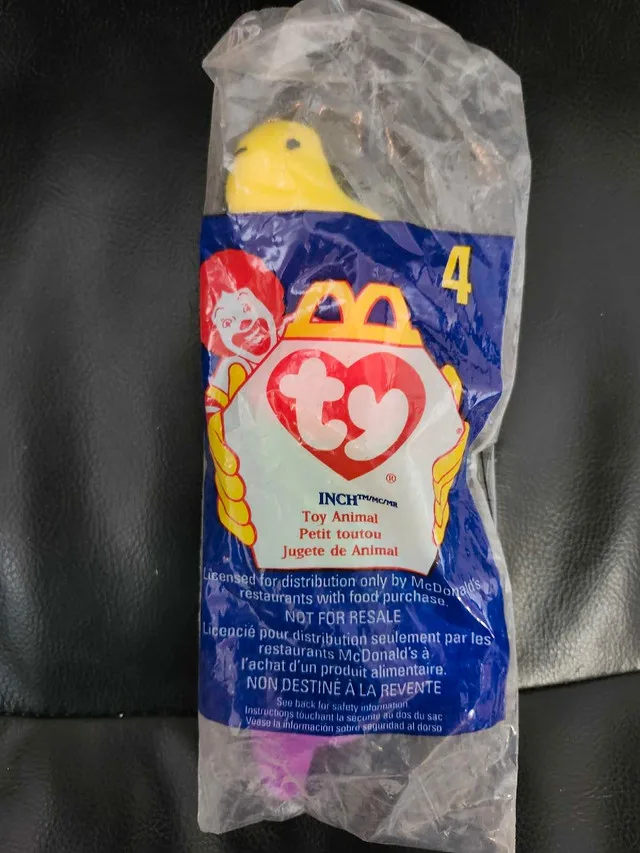 4
ty
®
INCH™/MC/MR
Toy Animal
Petit toutou
Jugete de Animal
Licensed for distribution only by McDonald's
restaurants with food purchase.
NOT FOR RESALE
Licencié pour distribution seulement par les
restaurants McDonald's à
l'achat d'un produit alimentaire.
NON DESTINÉ À LA REVENTE
See back for safety information
Instructions touchant la sécurité au dos du sac
Véase la información sobre seguridad al dorso